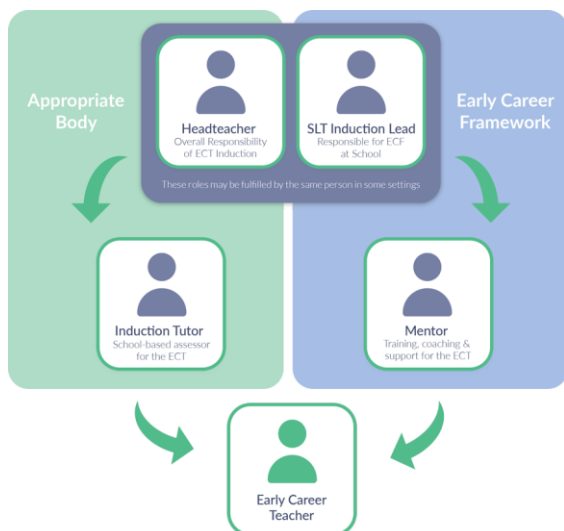 Appropriate
Body
Headteacher
Overall Responsibility
of ECT Induction
SLT Induction Lead
Responsible for ECF
at School
Early Career
Framework
These roles may be fulfilled by the same person in some settings
Induction Tutor
School-based assessor
for the ECT
Mentor
Training, coaching &
support for the ECT
Early Career
Teacher